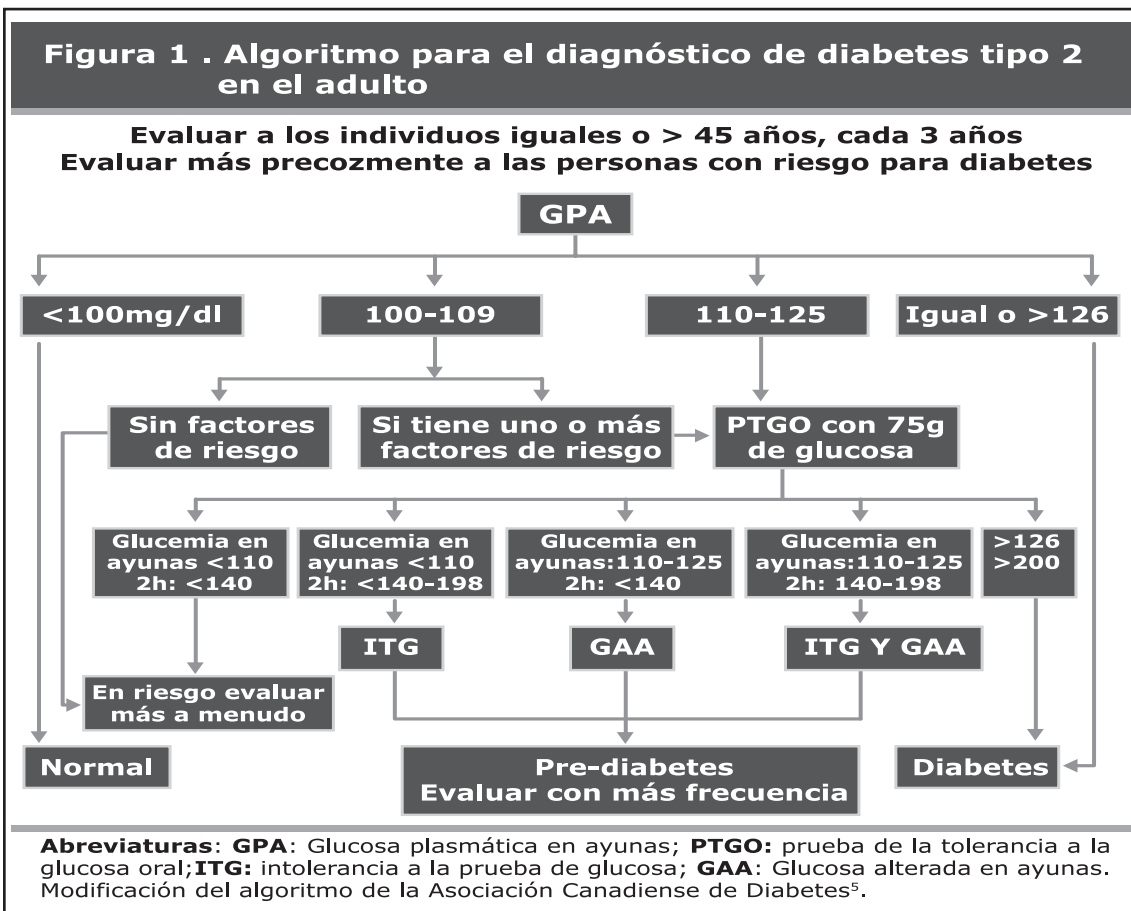 Figura 1 . Algoritmo para el diagnóstico de diabetes tipo 2
en el adulto
Evaluar a los individuos iguales o > 45 años, cada 3 años
Evaluar más precozmente a las personas con riesgo para diabetes
GPA
<100mg/dl
100-109
110-125
Igual o >126
Sin factores
de riesgo
Si tiene uno o más
factores de riesgo
PTGO con 75g
de glucosa
Glucemia en
ayunas <110
2h: <140
Glucemia en
ayunas <110
2h: <140-198
Glucemia en
ayunas:110-125
2h: <140
Glucemia en
ayunas:110-125
2h: 140-198
>126
>200
ITG
GAA
ITG Y GAA
En riesgo evaluar
más a menudo
Normal
Pre-diabetes
Evaluar con más frecuencia
Diabetes
Abreviaturas: GPA: Glucosa plasmática en ayunas; PTGO: prueba de la tolerancia a la
glucosa oral;ITG: intolerancia a la prueba de glucosa; GAA: Glucosa alterada en ayunas.
Modificación del algoritmo de la Asociación Canadiense de Diabetes⁵.